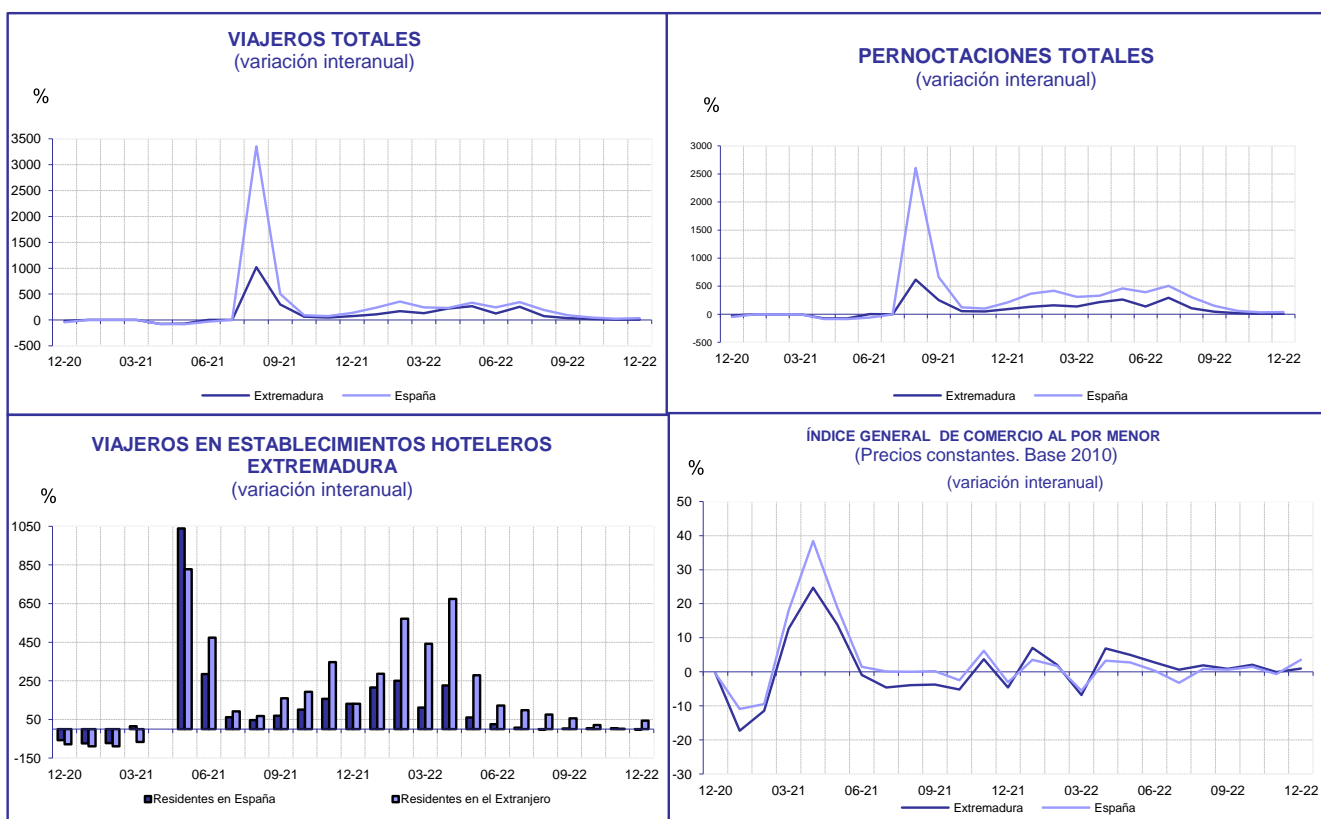 VIAJEROS TOTALES
(variación interanual)
%
3500
3000
2500
2000
1500
1000
500
0
-500
12-20 03-21 06-21 09-21 12-21 03-22 06-22 09-22 12-22
Extremadura España
PERNOCTACIONES TOTALES
(variación interanual)
%
3000
2500
2000
1500
1000
500
0
-500
12-20 03-21 06-21 09-21 12-21 03-22 06-22 09-22 12-22
Extremadura España
VIAJEROS EN ESTABLECIMIENTOS HOTELEROS
EXTREMADURA
(variación interanual)
%
1050
850
650
450
250
50
-150
12-20 03-21 06-21 09-21 12-21 03-22 06-22 09-22 12-22
Residentes en España Residentes en el Extranjero
ÍNDICE GENERAL DE COMERCIO AL POR MENOR
(Precios constantes. Base 2010)
(variación interanual)
%
50
40
30
20
10
0
-10
-20
-30
12-20 03-21 06-21 09-21 12-21 03-22 06-22 09-22 12-22
Extremadura España